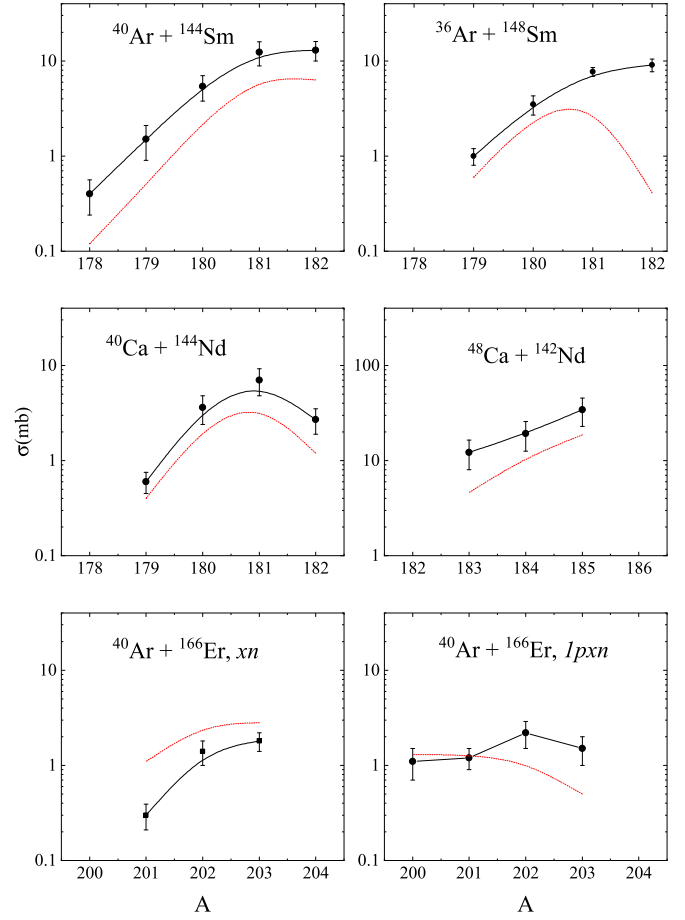 ⁴⁰Ar + ¹⁴⁴Sm
³⁶Ar + ¹⁴⁸Sm
10
1
0.1
178 179 180 181 182
10
1
0.1
178 179 180 181 182
⁴⁰Ca + ¹⁴⁴Nd
⁴⁸Ca + ¹⁴²Nd
σ(mb)
10
1
0.1
178 179 180 181 182
100
10
1
182 183 184 185 186
⁴⁰Ar + ¹⁶⁶Er, xn
⁴⁰Ar + ¹⁶⁶Er, 1pxn
10
1
0.1
200 201 202 203 204
10
1
0.1
200 201 202 203 204
A
A